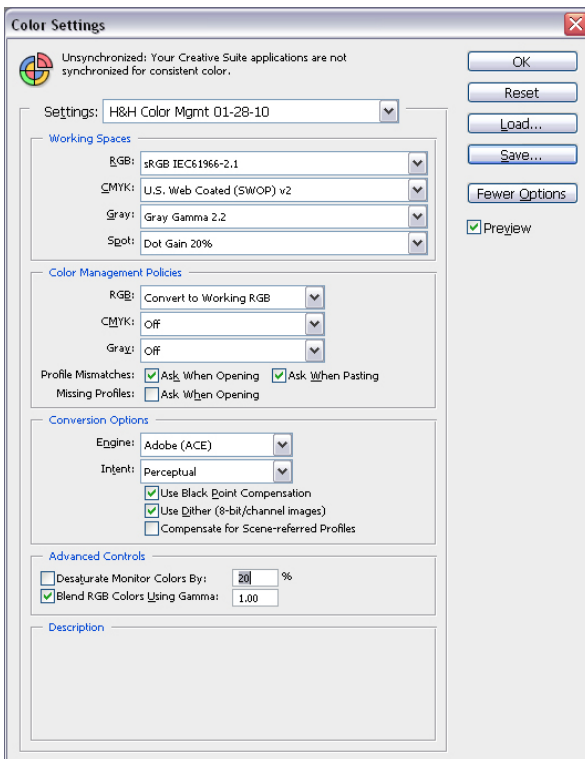 Color Settings
Unsynchronized: Your Creative Suite applications are not
synchronized for consistent color.
Settings: H&H Color Mgmt 01-28-10
Working Spaces
RGB: sRGB IEC61966-2.1
CMYK: U.S. Web Coated (SWOP) v2
Gray: Gray Gamma 2.2
Spot: Dot Gain 20%
Color Management Policies
RGB: Convert to Working RGB
CMYK: Off
Gray: Off
Profile Mismatches: Ask When Opening Ask When Pasting
Missing Profiles: Ask When Opening
Conversion Options
Engine: Adobe (ACE)
Intent: Perceptual
Use Black Point Compensation
Use Dither (8-bit/channel images)
Compensate for Scene-referred Profiles
Advanced Controls
Desaturate Monitor Colors By: 20 %
Blend RGB Colors Using Gamma: 1.00
Description
OK
Reset
Load...
Save...
Fewer Options
Preview